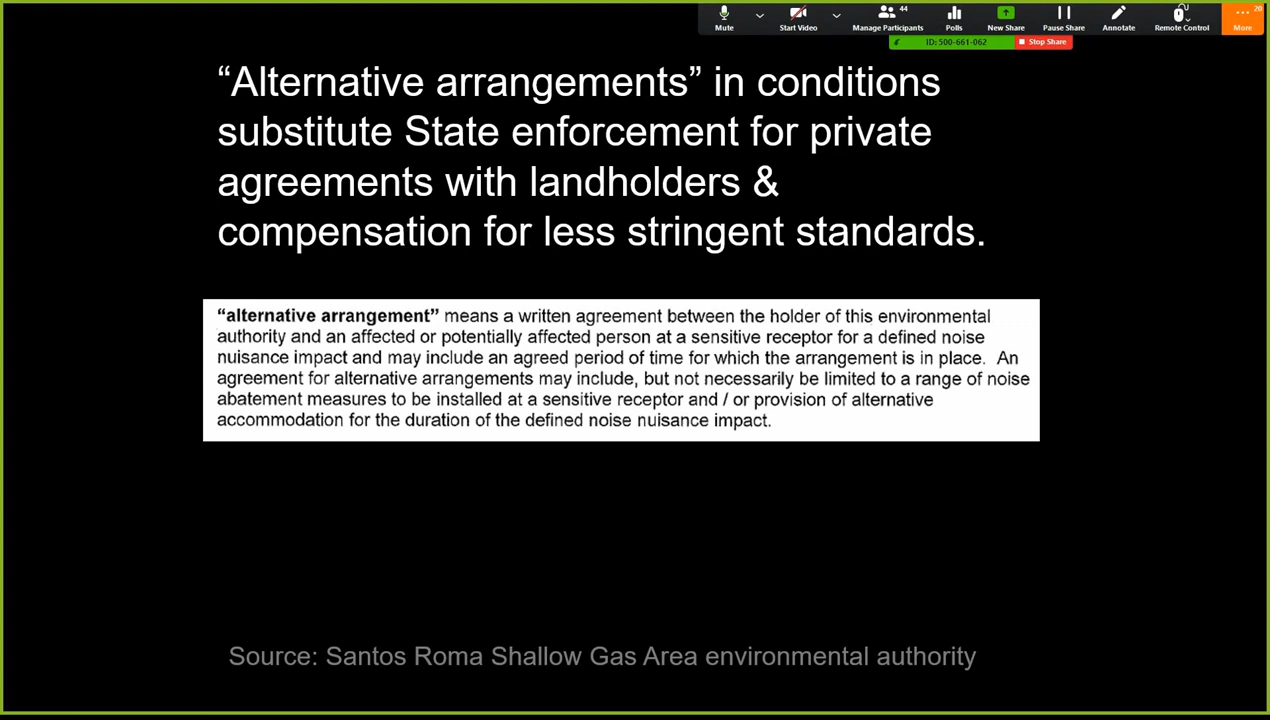 44
20
Mute
Start Video
Manage Participants
Polls
New Share
Pause Share
Annotate
Remote Control
More
ID: 500-661-062
Stop Share
“Alternative arrangements” in conditions
substitute State enforcement for private
agreements with landholders &
compensation for less stringent standards.
“alternative arrangement” means a written agreement between the holder of this environmental
authority and an affected or potentially affected person at a sensitive receptor for a defined noise
nuisance impact and may include an agreed period of time for which the arrangement is in place. An
agreement for alternative arrangements may include, but not necessarily be limited to a range of noise
abatement measures to be installed at a sensitive receptor and / or provision of alternative
accommodation for the duration of the defined noise nuisance impact.
Source: Santos Roma Shallow Gas Area environmental authority